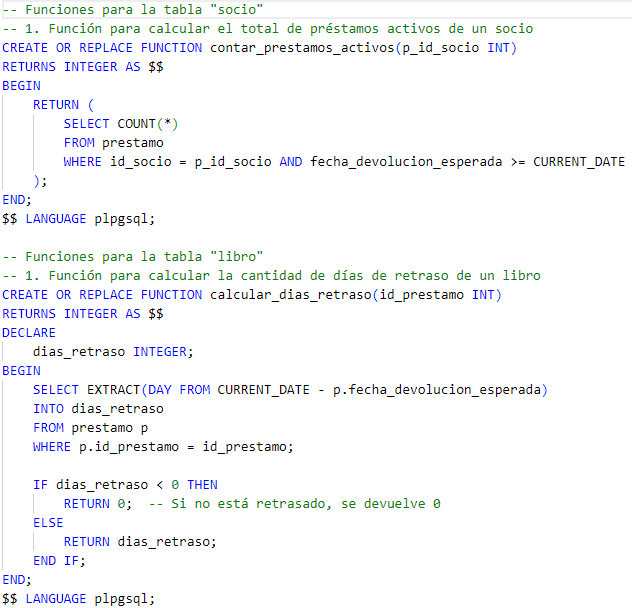 -- Funciones para la tabla "socio"
-- 1. Función para calcular el total de préstamos activos de un socio
CREATE OR REPLACE FUNCTION contar_prestamos_activos(p_id_socio INT)
RETURNS INTEGER AS $$
BEGIN
    RETURN (
        SELECT COUNT(*)
        FROM prestamo
        WHERE id_socio = p_id_socio AND fecha_devolucion_esperada >= CURRENT_DATE
    );
END;
$$ LANGUAGE plpgsql;

-- Funciones para la tabla "libro"
-- 1. Función para calcular la cantidad de días de retraso de un libro
CREATE OR REPLACE FUNCTION calcular_dias_retraso(id_prestamo INT)
RETURNS INTEGER AS $$
DECLARE
    dias_retraso INTEGER;
BEGIN
    SELECT EXTRACT(DAY FROM CURRENT_DATE - p.fecha_devolucion_esperada)
    INTO dias_retraso
    FROM prestamo p
    WHERE p.id_prestamo = id_prestamo;

    IF dias_retraso < 0 THEN
        RETURN 0;  -- Si no está retrasado, se devuelve 0
    ELSE
        RETURN dias_retraso;
    END IF;
END;
$$ LANGUAGE plpgsql;